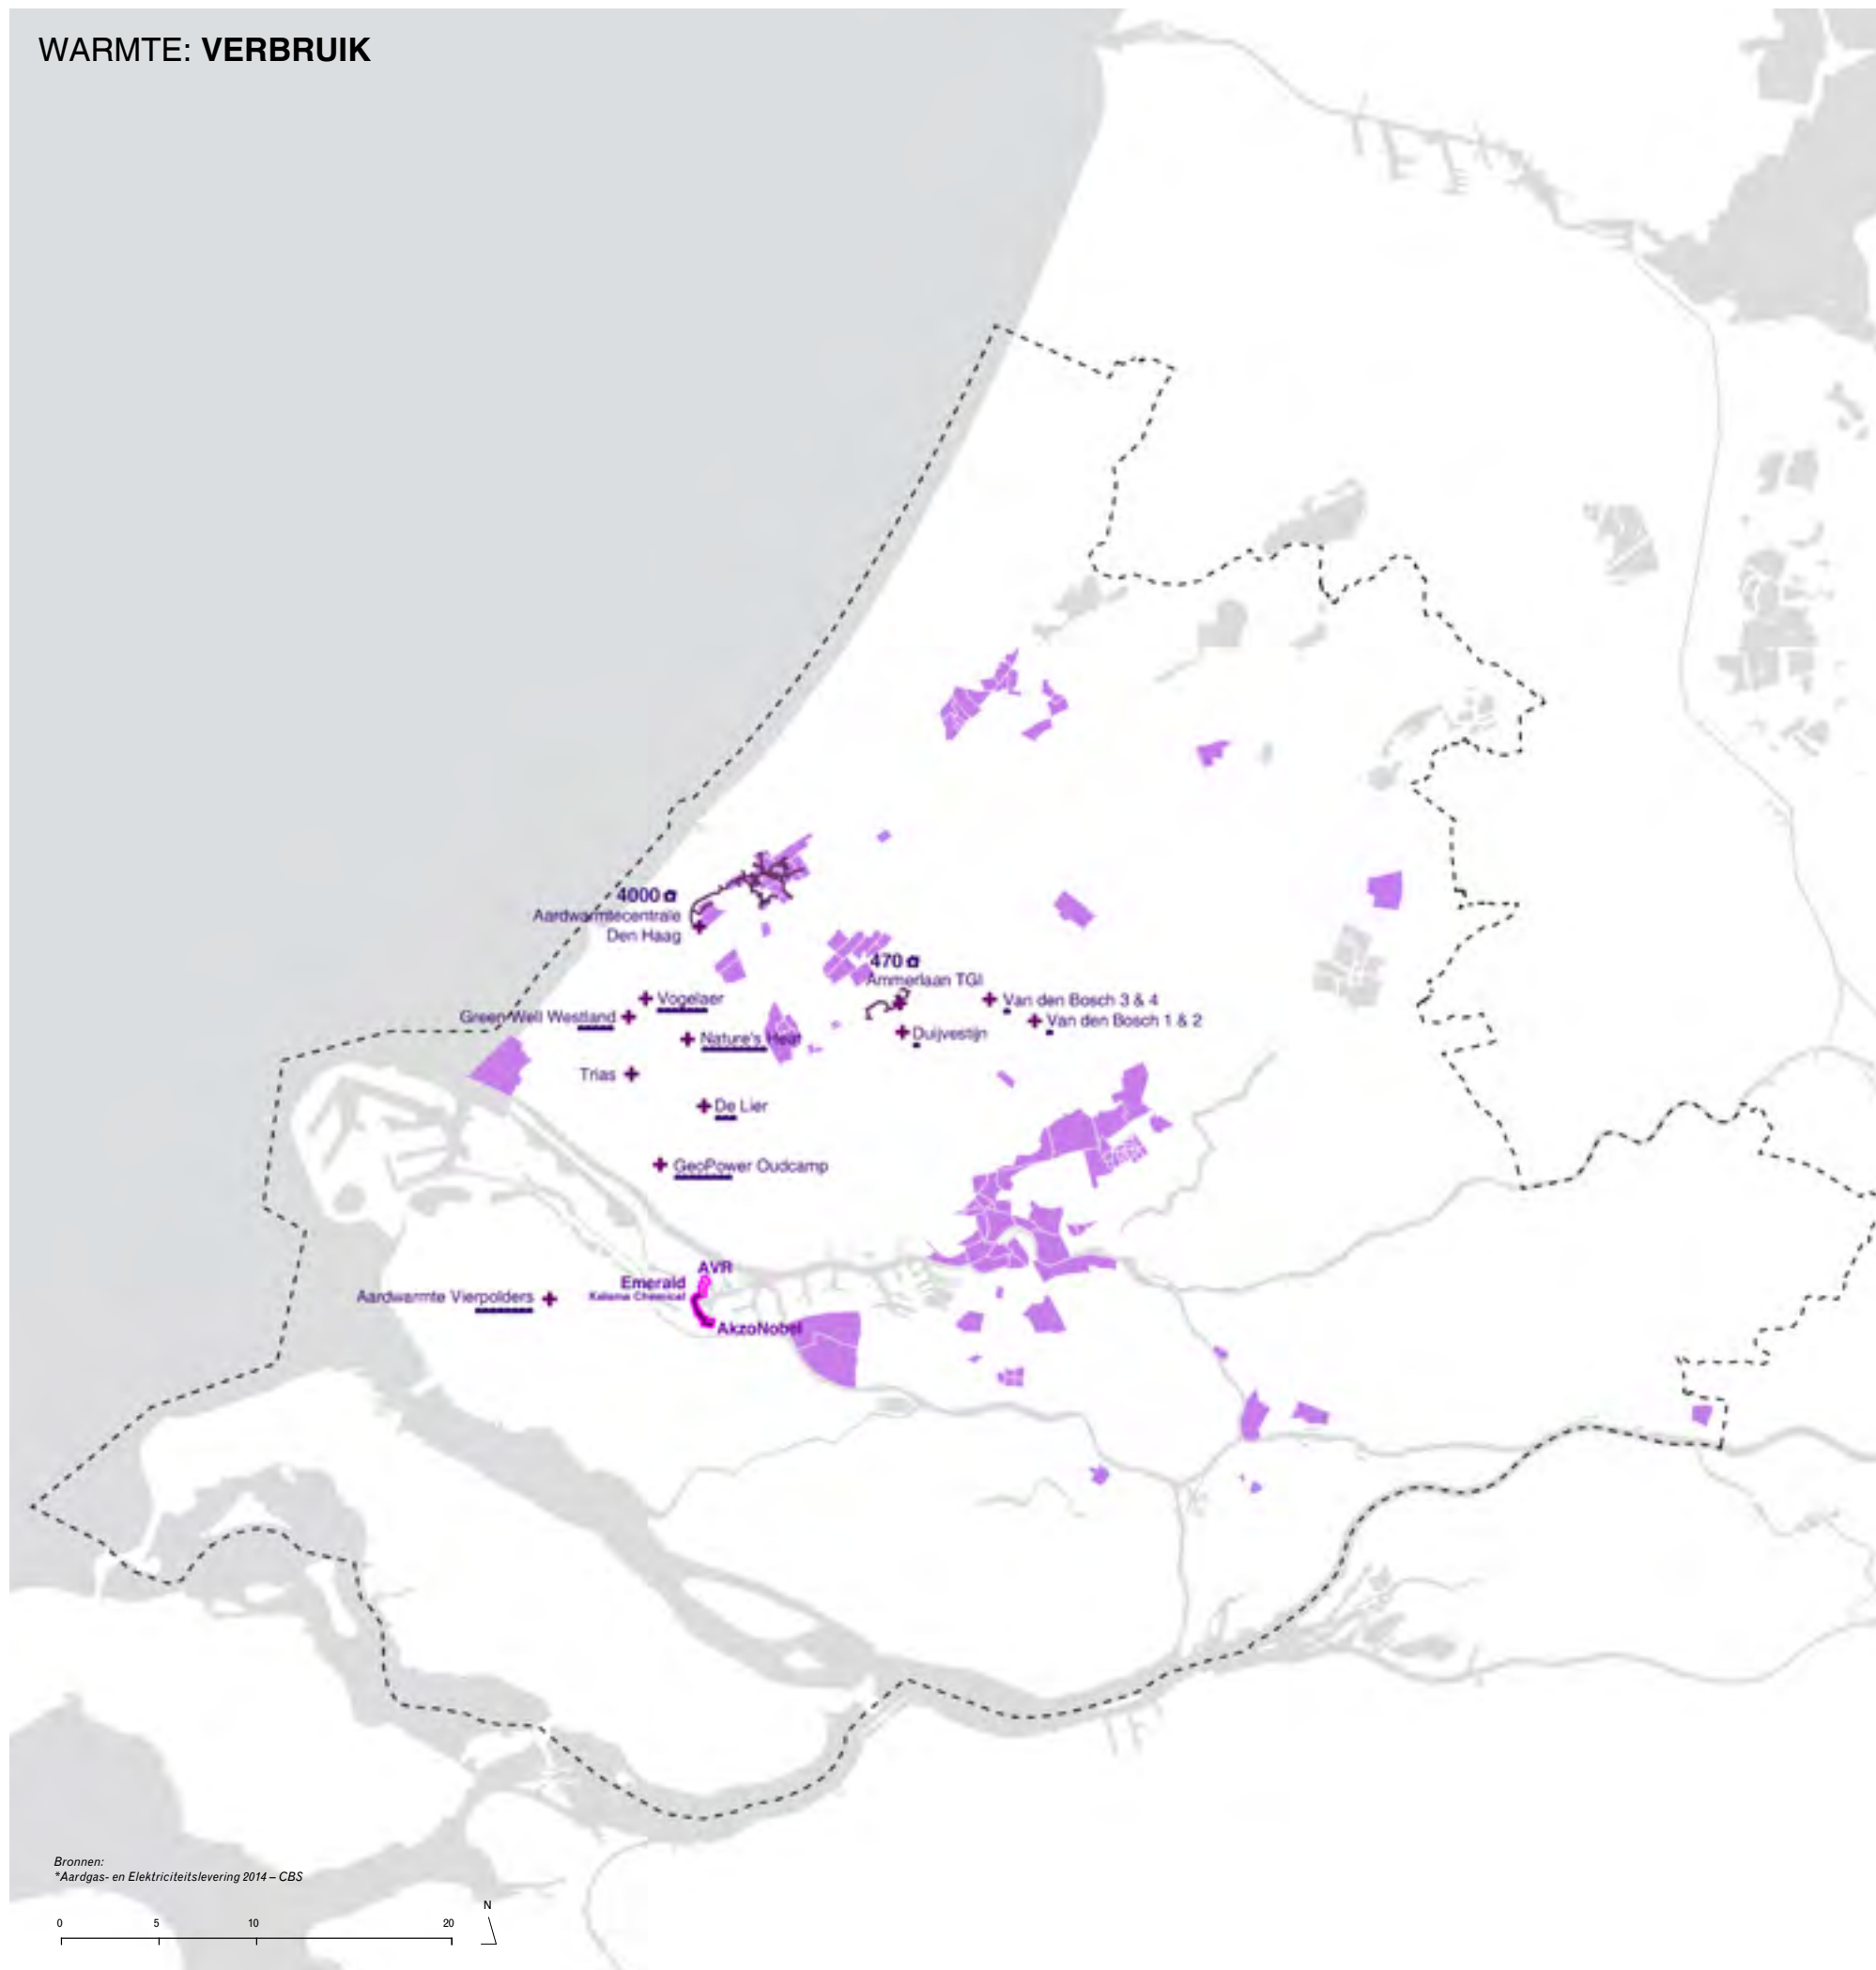 WARMTE: VERBRUIK
4000
Aardwarmtecentrale
Den Haag
470
Ammerlaan TGI
Vogelaer
Van den Bosch 3 & 4
Green Well Westland
Van den Bosch 1 & 2
Nature's Heat
Duijvestijn
Trias
De Lier
GeoPower Oudcamp
AVR
Emerald
Kalama Chemical
Aardwarmte Vierpolders
AkzoNobel
Bronnen:
*Aardgas- en Elektriciteitslevering 2014 – CBS
N
0 5 10 20